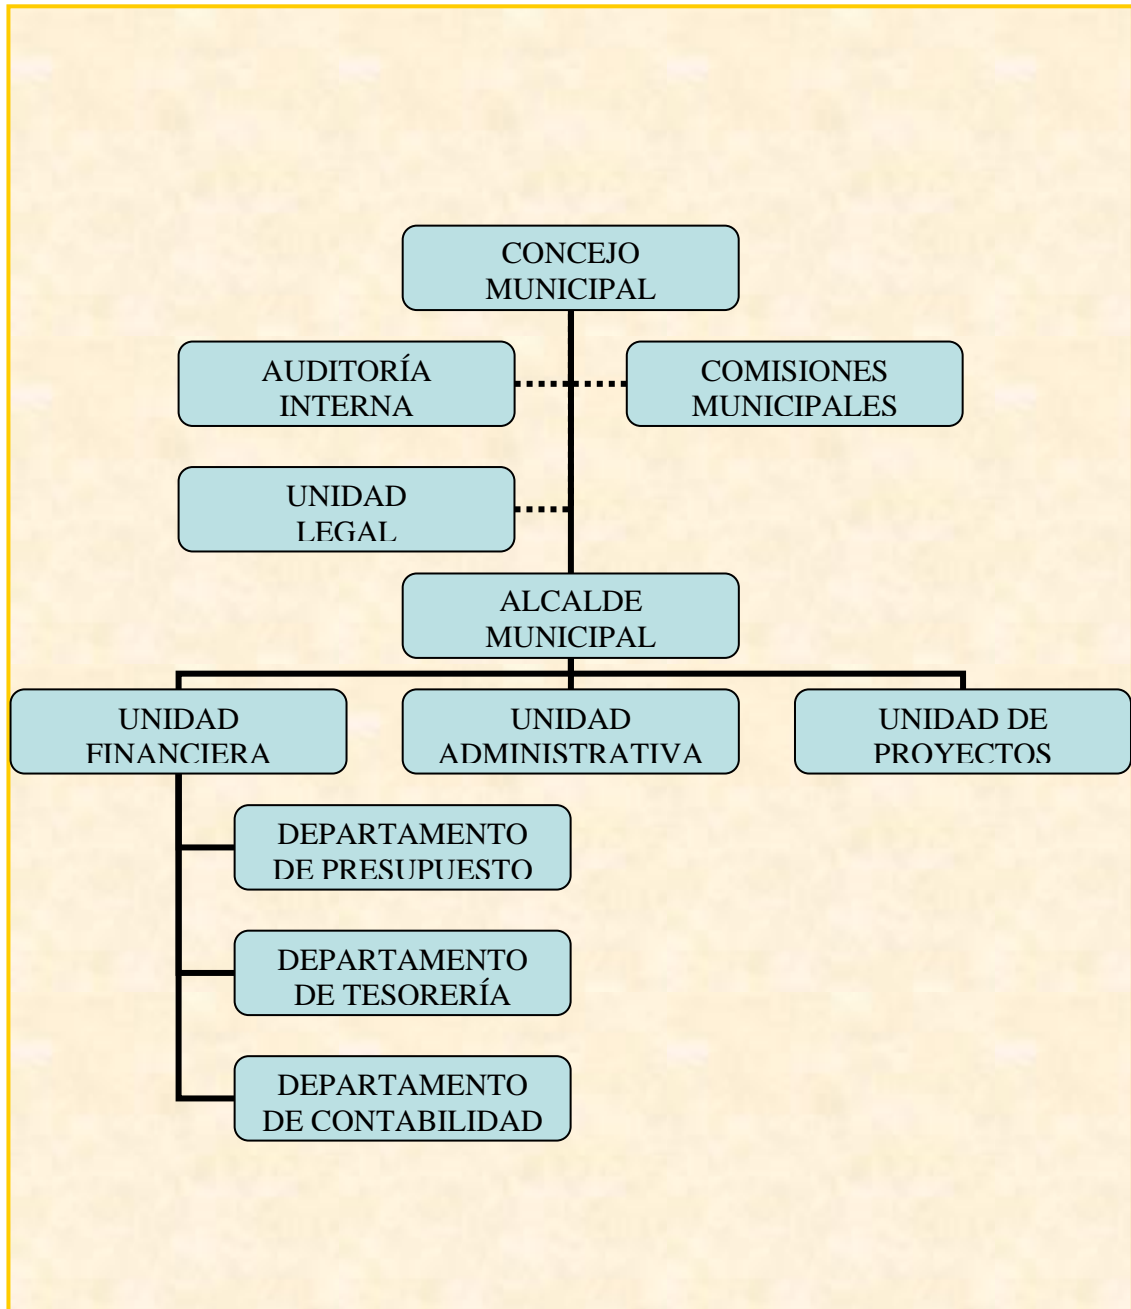 CONCEJO
MUNICIPAL
AUDITORÍA
INTERNA
COMISIONES
MUNICIPALES
UNIDAD
LEGAL
ALCALDE
MUNICIPAL
UNIDAD
FINANCIERA
UNIDAD
ADMINISTRATIVA
UNIDAD DE
PROYECTOS
DEPARTAMENTO
DE PRESUPUESTO
DEPARTAMENTO
DE TESORERÍA
DEPARTAMENTO
DE CONTABILIDAD